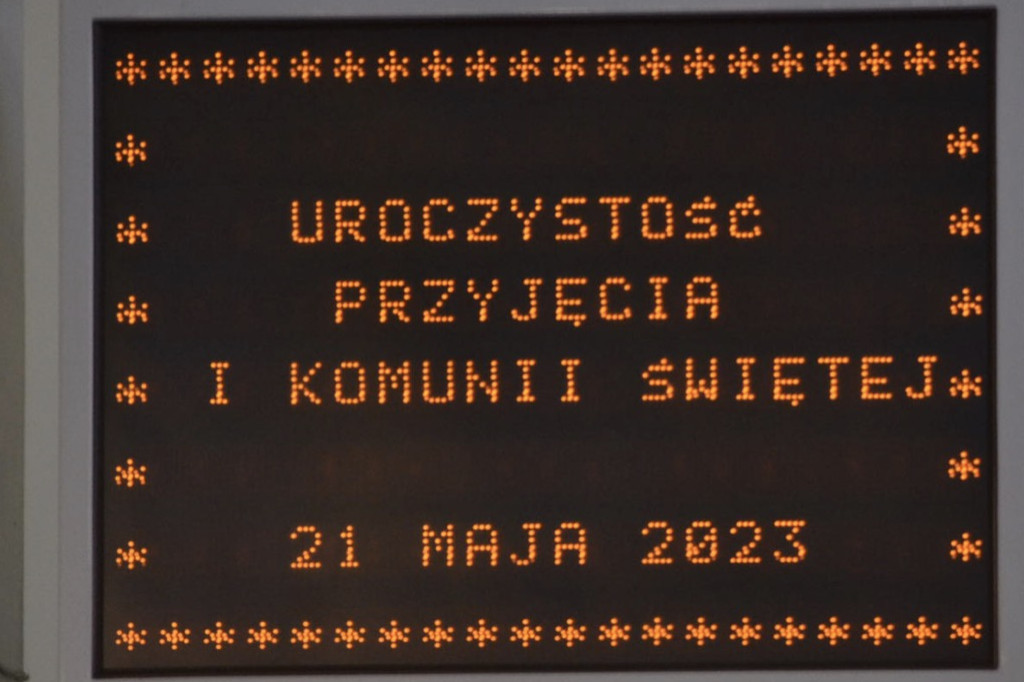 * * * * * * * * * * * * * * * * * * * *
* *
* UROCZYSTOŚĆ *
* PRZYJĘCIA *
* I KOMUNII ŚWIĘTEJ *
* *
* 21 MAJA 2023 *
* * * * * * * * * * * * * * * * * * * *